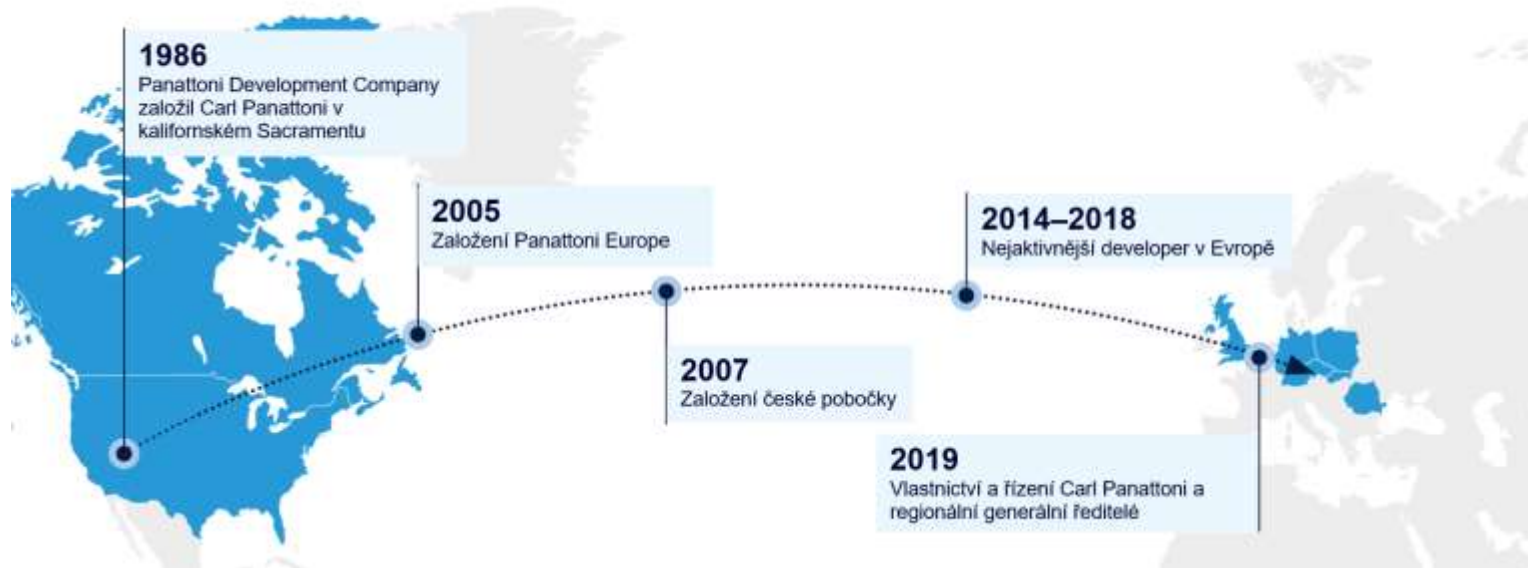 1986
Panattoni Development Company
založil Carl Panattoni v
kalifornském Sacramentu
2005
Založení Panattoni Europe
2007
Založení české pobočky
2014–2018
Nejaktivnější developer v Evropě
2019
Vlastnictví a řízení Carl Panattoni a
regionální generální ředitelé